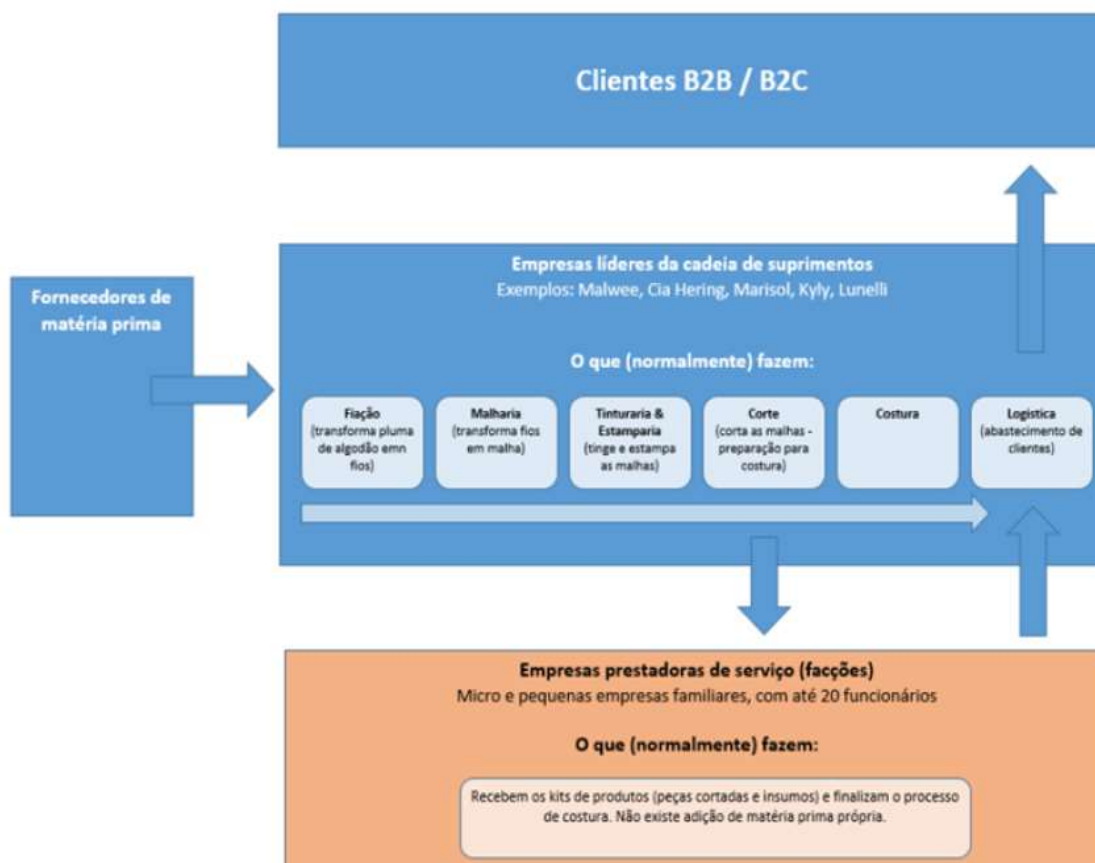 Clientes B2B / B2C
Empresas líderes da cadeia de suprimentos
Exemplos: Malwee, Cia Hering, Marisol, Kyly, Lunelli
Fornecedores de
matéria prima
O que (normalmente) fazem:
Fiação
(transforma pluma
de algodão emn
fios)
Malharia
(transforma fios
em malha)
Tinturaria &
Estamparia
(tinge e estampa
as malhas)
Corte
(corta as malhas -
preparação para
costura)
Costura
Logística
(abastecimento de
clientes)
Empresas prestadoras de serviço (facções)
Micro e pequenas empresas familiares, com até 20 funcionários
O que (normalmente) fazem:
Recebem os kits de produtos (peças cortadas e insumos) e finalizam o processo
de costura. Não existe adição de matéria prima própria.